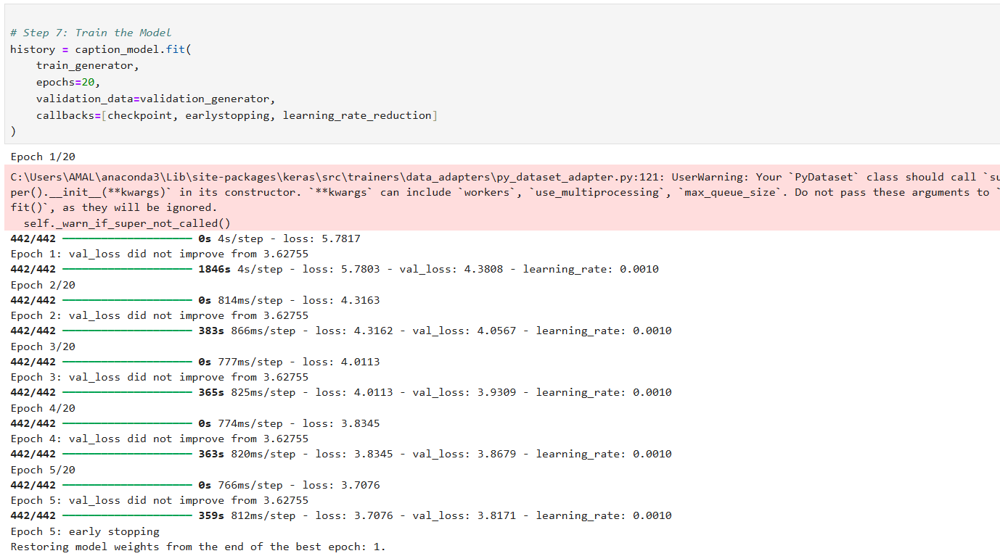 # Step 7: Train the Model
history = caption_model.fit(
    train_generator,
    epochs=20,
    validation_data=validation_generator,
    callbacks=[checkpoint, earlystopping, learning_rate_reduction]
)
Epoch 1/20
C:\Users\AMAL\anaconda3\Lib\site-packages\keras\src\trainers\data_adapters\py_dataset_adapter.py:121: UserWarning: Your `PyDataset` class should call `su
per().__init__(**kwargs)` in its constructor. `**kwargs` can include `workers`, `use_multiprocessing`, `max_queue_size`. Do not pass these arguments to `
fit()`, as they will be ignored.
  self._warn_if_super_not_called()
442/442 ━━━━━━━━━━━━━━━━━━━━ 0s 4s/step - loss: 5.7817
Epoch 1: val_loss did not improve from 3.62755
442/442 ━━━━━━━━━━━━━━━━━━━━ 1846s 4s/step - loss: 5.7803 - val_loss: 4.3808 - learning_rate: 0.0010
Epoch 2/20
442/442 ━━━━━━━━━━━━━━━━━━━━ 0s 814ms/step - loss: 4.3163
Epoch 2: val_loss did not improve from 3.62755
442/442 ━━━━━━━━━━━━━━━━━━━━ 383s 866ms/step - loss: 4.3162 - val_loss: 4.0567 - learning_rate: 0.0010
Epoch 3/20
442/442 ━━━━━━━━━━━━━━━━━━━━ 0s 777ms/step - loss: 4.0113
Epoch 3: val_loss did not improve from 3.62755
442/442 ━━━━━━━━━━━━━━━━━━━━ 365s 825ms/step - loss: 4.0113 - val_loss: 3.9309 - learning_rate: 0.0010
Epoch 4/20
442/442 ━━━━━━━━━━━━━━━━━━━━ 0s 774ms/step - loss: 3.8345
Epoch 4: val_loss did not improve from 3.62755
442/442 ━━━━━━━━━━━━━━━━━━━━ 363s 820ms/step - loss: 3.8345 - val_loss: 3.8679 - learning_rate: 0.0010
Epoch 5/20
442/442 ━━━━━━━━━━━━━━━━━━━━ 0s 766ms/step - loss: 3.7076
Epoch 5: val_loss did not improve from 3.62755
442/442 ━━━━━━━━━━━━━━━━━━━━ 359s 812ms/step - loss: 3.7076 - val_loss: 3.8171 - learning_rate: 0.0010
Epoch 5: early stopping
Restoring model weights from the end of the best epoch: 1.